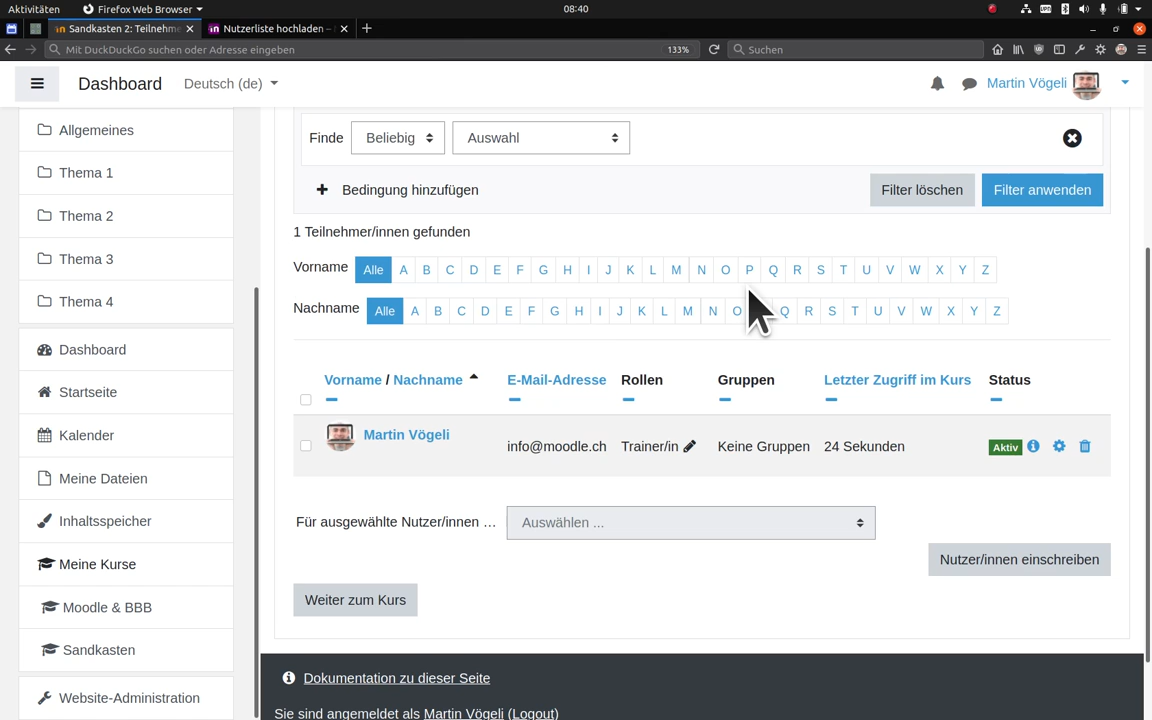 Aktivitäten Firefox Web Browser 08:40
Sandkasten 2: Teilnehme Nutzerliste hochladen –
Mit DuckDuckGo suchen oder Adresse eingeben 133% Suchen
Dashboard Deutsch (de) Martin Vögeli
Allgemeines
Thema 1
Thema 2
Thema 3
Thema 4
Dashboard
Startseite
Kalender
Meine Dateien
Inhaltsspeicher
Meine Kurse
Moodle & BBB
Sandkasten
Website-Administration
Finde Beliebig Auswahl
Bedingung hinzufügen Filter löschen Filter anwenden
1 Teilnehmer/innen gefunden
Vorname Alle A B C D E F G H I J K L M N O P Q R S T U V W X Y Z
Nachname Alle A B C D E F G H I J K L M N O Q R S T U V W X Y Z
Vorname / Nachname E-Mail-Adresse Rollen Gruppen Letzter Zugriff im Kurs Status
Martin Vögeli info@moodle.ch Trainer/in Keine Gruppen 24 Sekunden Aktiv
Für ausgewählte Nutzer/innen … Auswählen ...
Nutzer/innen einschreiben
Weiter zum Kurs
Dokumentation zu dieser Seite
Sie sind angemeldet als Martin Vögeli (Logout)